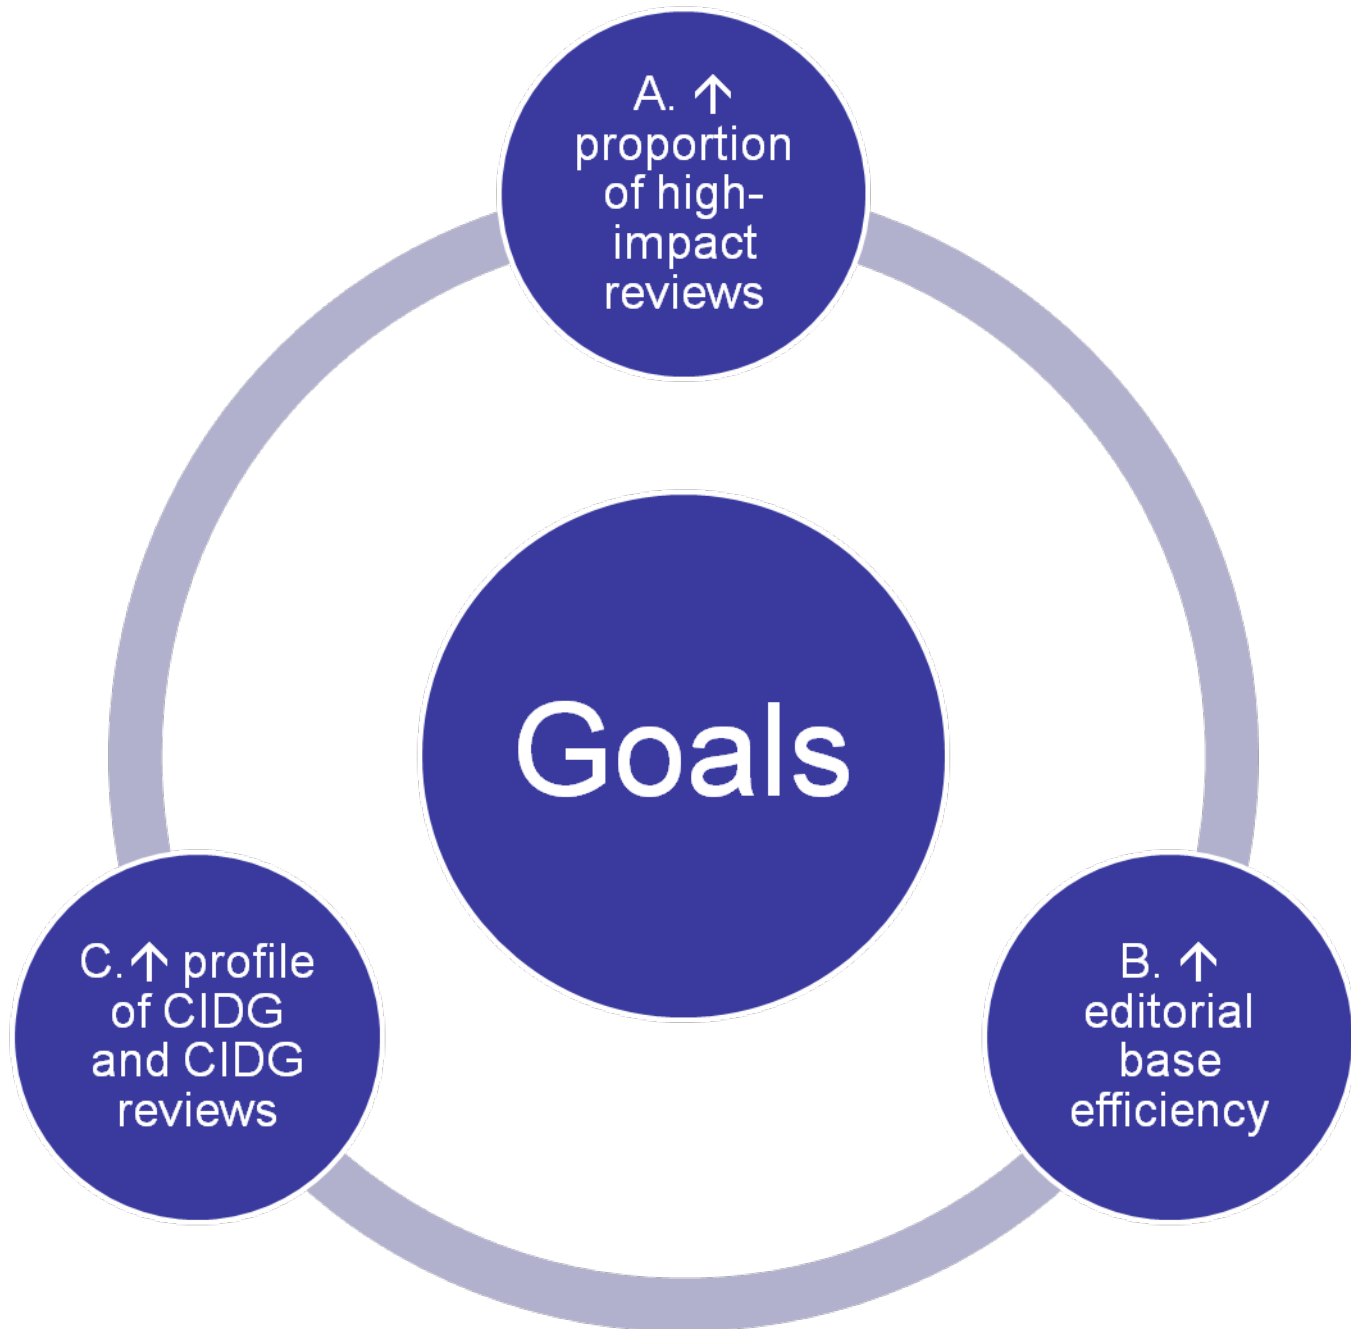 A. ↑
proportion
of high-
impact
reviews
Goals
C.↑ profile
of CIDG
and CIDG
reviews
B. ↑
editorial
base
efficiency